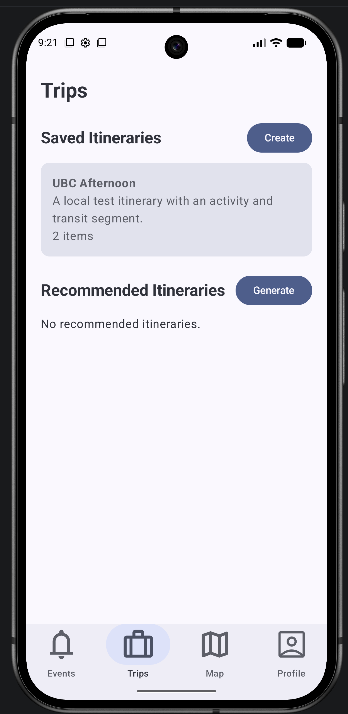 9:21
Trips
Saved Itineraries
Create
UBC Afternoon
A local test itinerary with an activity and
transit segment.
2 items
Recommended Itineraries
Generate
No recommended itineraries.
Events
Trips
Map
Profile